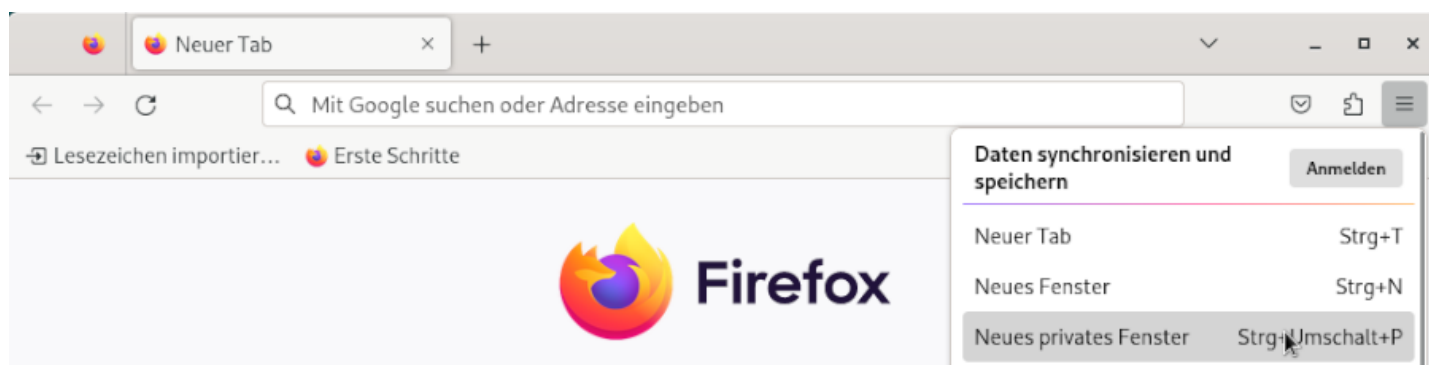 Neuer Tab
Mit Google suchen oder Adresse eingeben
Lesezeichen importier... Erste Schritte
Firefox
Daten synchronisieren und
speichern
Anmelden
Neuer Tab Strg+T
Neues Fenster Strg+N
Neues privates Fenster Strg+Umschalt+P